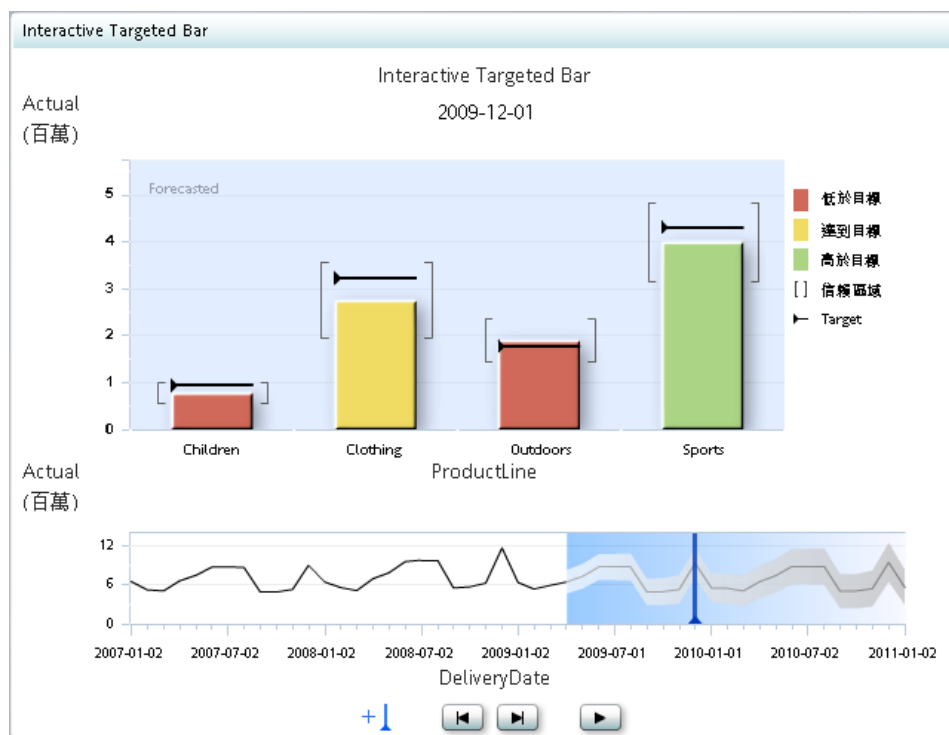 Interactive Targeted Bar
Interactive Targeted Bar
2009-12-01
Actual
(百萬)
Forecasted
5
4
3
2
1
0
Children
Clothing
Outdoors
Sports
低於目標
達到目標
高於目標
[ ] 信賴區域
Target
ProductLine
Actual
(百萬)
12
6
0
2007-01-02
2007-07-02
2008-01-02
2008-07-02
2009-01-02
2009-07-01
2010-01-01
2010-07-02
2011-01-02
DeliveryDate